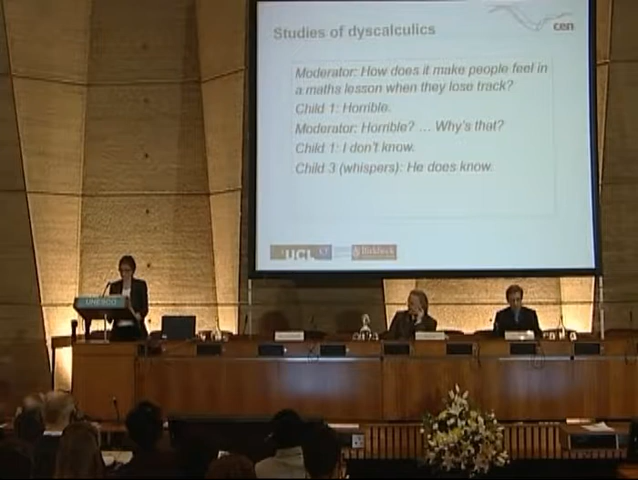 cen
Studies of dyscalculics
Moderator: How does it make people feel in
a maths lesson when they lose track?
Child 1: Horrible.
Moderator: Horrible? … Why's that?
Child 1: I don't know.
Child 3 (whispers): He does know.
UCL
Birkbeck
UNESCO